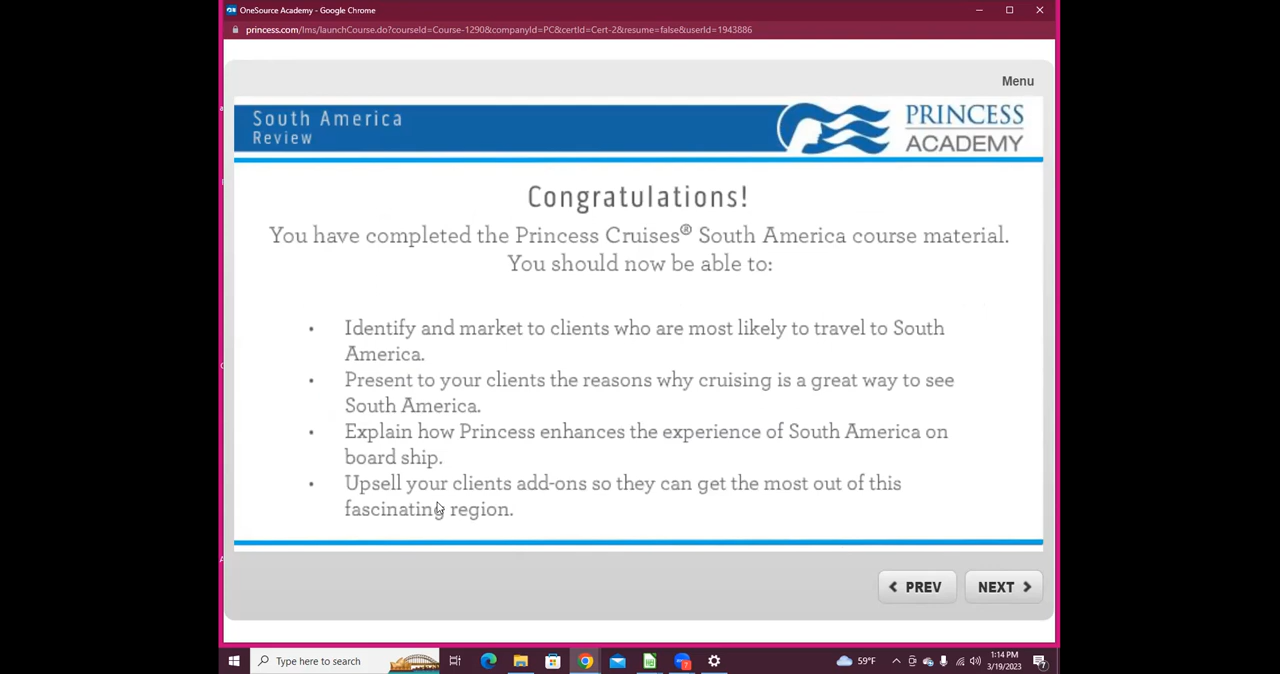 OneSource Academy - Google Chrome
princess.com/lms/launchCourse.do?courseId=Course-1290&companyId=PC&certId=Cert-2&resume=false&userId=1943886
Menu
South America
Review
PRINCESS
ACADEMY
Congratulations!
You have completed the Princess Cruises® South America course material.
You should now be able to:
• Identify and market to clients who are most likely to travel to South
America.
• Present to your clients the reasons why cruising is a great way to see
South America.
• Explain how Princess enhances the experience of South America on
board ship.
• Upsell your clients add-ons so they can get the most out of this
fascinating region.
PREV
NEXT
Type here to search
59°F
1:14 PM
3/19/2023